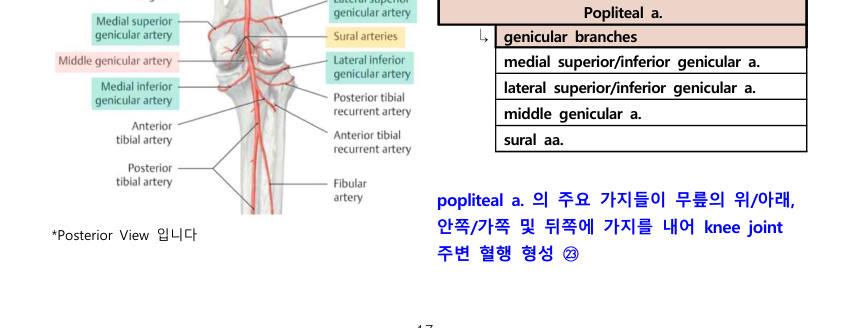 Lateral superior
genicular artery
Medial superior
genicular artery
Sural arteries
Middle genicular artery
Lateral inferior
genicular artery
Medial inferior
genicular artery
Posterior tibial
recurrent artery
Anterior
tibial artery
Anterior tibial
recurrent artery
Posterior
tibial artery
Fibular
artery
*Posterior View 입니다
Popliteal a.
↳ genicular branches
medial superior/inferior genicular a.
lateral superior/inferior genicular a.
middle genicular a.
sural aa.
popliteal a. 의 주요 가지들이 무릎의 위/아래,
안쪽/가쪽 및 뒤쪽에 가지를 내어 knee joint
주변 혈행 형성 ㉓